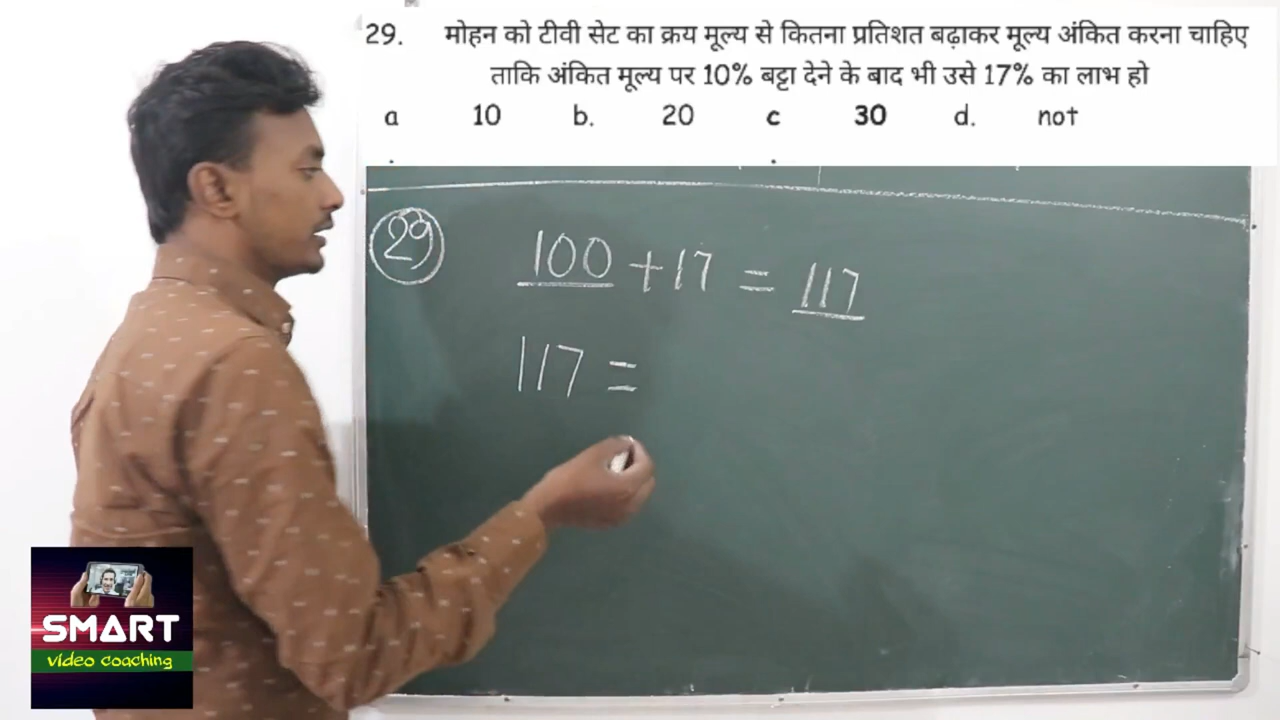 29. मोहन को टीवी सेट का क्रय मूल्य से कितना प्रतिशत बढ़ाकर मूल्य अंकित करना चाहिए
ताकि अंकित मूल्य पर 10% बट्टा देने के बाद भी उसे 17% का लाभ हो
a 10 b. 20 c 30 d. not
29 100 + 17 = 117
117 =
SMART
video coaching